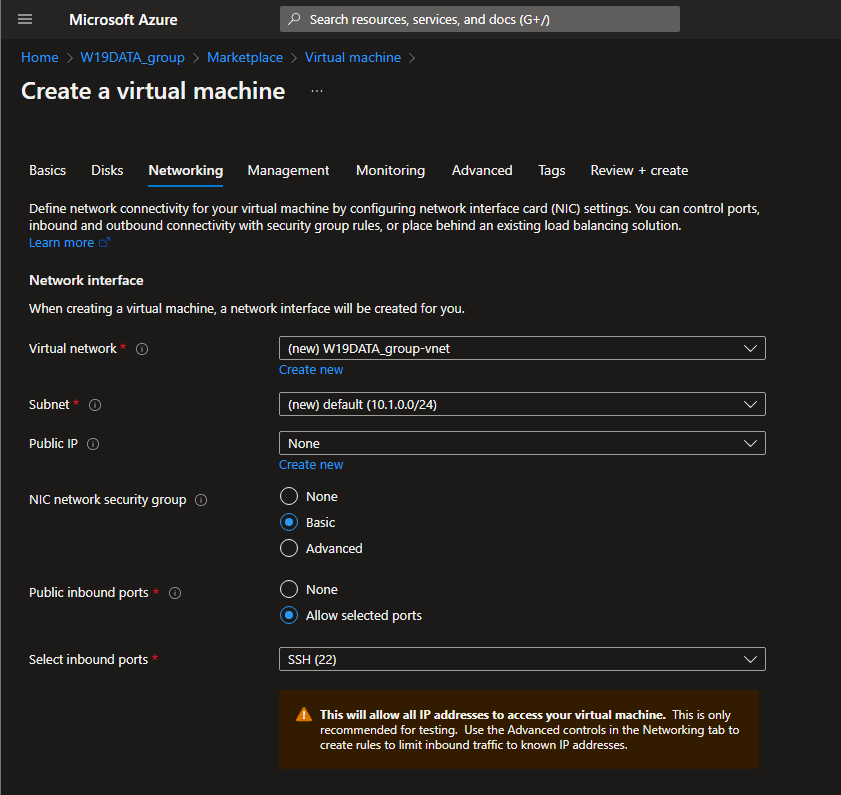 Microsoft Azure
Search resources, services, and docs (G+/)
Home > W19DATA_group > Marketplace > Virtual machine >
Create a virtual machine ...
Basics Disks Networking Management Monitoring Advanced Tags Review + create
Define network connectivity for your virtual machine by configuring network interface card (NIC) settings. You can control ports,
inbound and outbound connectivity with security group rules, or place behind an existing load balancing solution.
Learn more
Network interface
When creating a virtual machine, a network interface will be created for you.
Virtual network * (new) W19DATA_group-vnet
Create new
Subnet * (new) default (10.1.0.0/24)
Public IP None
Create new
NIC network security group None
Basic
Advanced
Public inbound ports * None
Allow selected ports
Select inbound ports * SSH (22)
This will allow all IP addresses to access your virtual machine. This is only
recommended for testing. Use the Advanced controls in the Networking tab to
create rules to limit inbound traffic to known IP addresses.